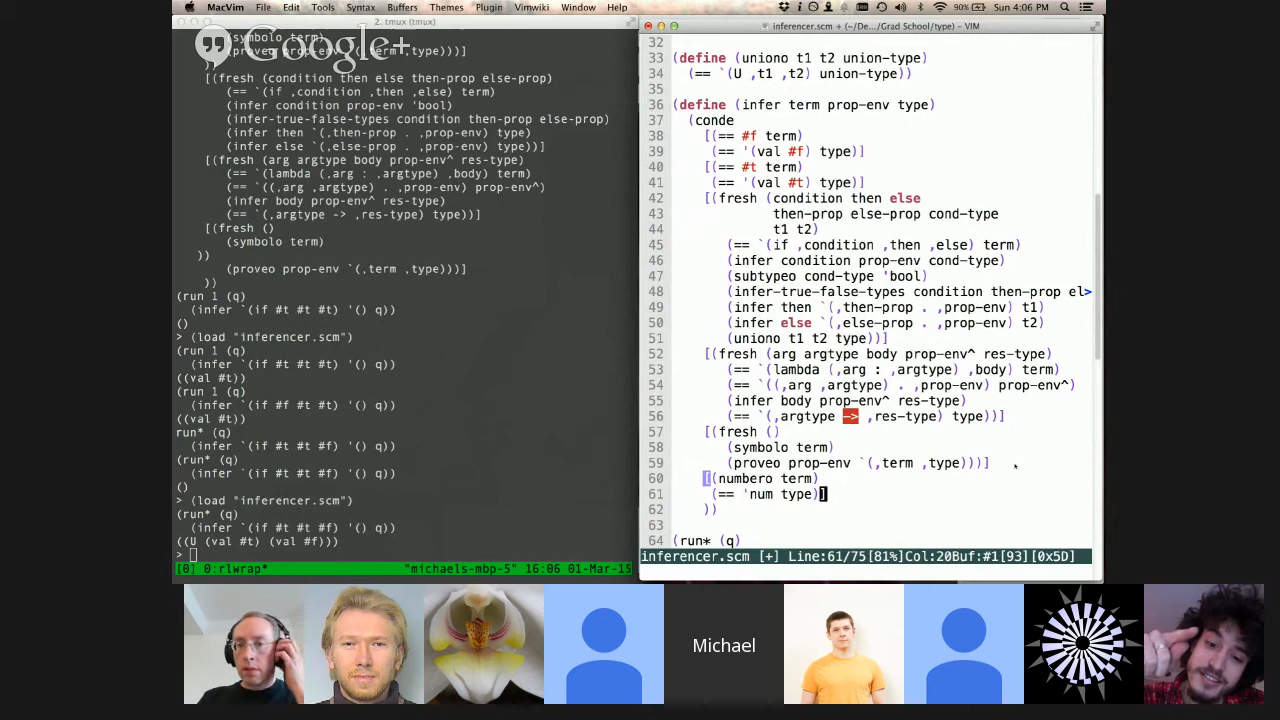 MacVim File Edit Tools Syntax Buffers Themes Plugin Vimwiki Window Help 90% Sun 4:06 PM
2. tmux (tmux)
Google+
(symbolo term)
(proveo prop-env `(,term ,type)))]
[(fresh (condition then else then-prop else-prop)
(== `(if ,condition ,then ,else) term)
(infer condition prop-env 'bool)
(infer-true-false-types condition then-prop else-prop)
(infer then `(,then-prop . ,prop-env) type)
(infer else `(,else-prop . ,prop-env) type))]
[(fresh (arg argtype body prop-env^ res-type)
(== `(lambda (,arg : ,argtype) ,body) term)
(== `((,arg ,argtype) . ,prop-env) prop-env^)
(infer body prop-env^ res-type)
(== `(,argtype -> ,res-type) type))]
[(fresh ()
(symbolo term)
))
(proveo prop-env `(,term ,type)))]
))
(run 1 (q)
(infer `(if #t #t #t) '() q))
()
> (load "inferencer.scm")
(run 1 (q)
(infer `(if #t #t #t) '() q))
((val #t))
(run 1 (q)
(infer `(if #f #t #t) '() q))
((val #t))
run* (q)
(infer `(if #t #t #f) '() q))
(run* (q)
(infer `(if #t #t #f) '() q))
()
> (load "inferencer.scm")
(run* (q)
(infer `(if #t #t #f) '() q))
((U (val #t) (val #f)))
>
[0] 0:rlwrap* "michaels-mbp-5" 16:06 01-Mar-15
inferencer.scm + (~/De.../Grad School/type) - VIM
32
33 (define (uniono t1 t2 union-type)
34 (== `(U ,t1 ,t2) union-type))
35
36 (define (infer term prop-env type)
37 (conde
38 [(== #f term)
39 (== '(val #f) type)]
40 [(== #t term)
41 (== '(val #t) type)]
42 [(fresh (condition then else
43 then-prop else-prop cond-type
44 t1 t2)
45 (== `(if ,condition ,then ,else) term)
46 (infer condition prop-env cond-type)
47 (subtypeo cond-type 'bool)
48 (infer-true-false-types condition then-prop el>
49 (infer then `(,then-prop . ,prop-env) t1)
50 (infer else `(,else-prop . ,prop-env) t2)
51 (uniono t1 t2 type))]
52 [(fresh (arg argtype body prop-env^ res-type)
53 (== `(lambda (,arg : ,argtype) ,body) term)
54 (== `((,arg ,argtype) . ,prop-env) prop-env^)
55 (infer body prop-env^ res-type)
56 (== `(,argtype -> ,res-type) type))]
57 [(fresh ()
58 (symbolo term)
59 (proveo prop-env `(,term ,type)))]
60 [(numbero term)
61 (== 'num type)]
62 ))
63
64 (run* (q)
inferencer.scm [+] Line:61/75[81%]Col:20Buf:#1[93][0x5D]
Michael